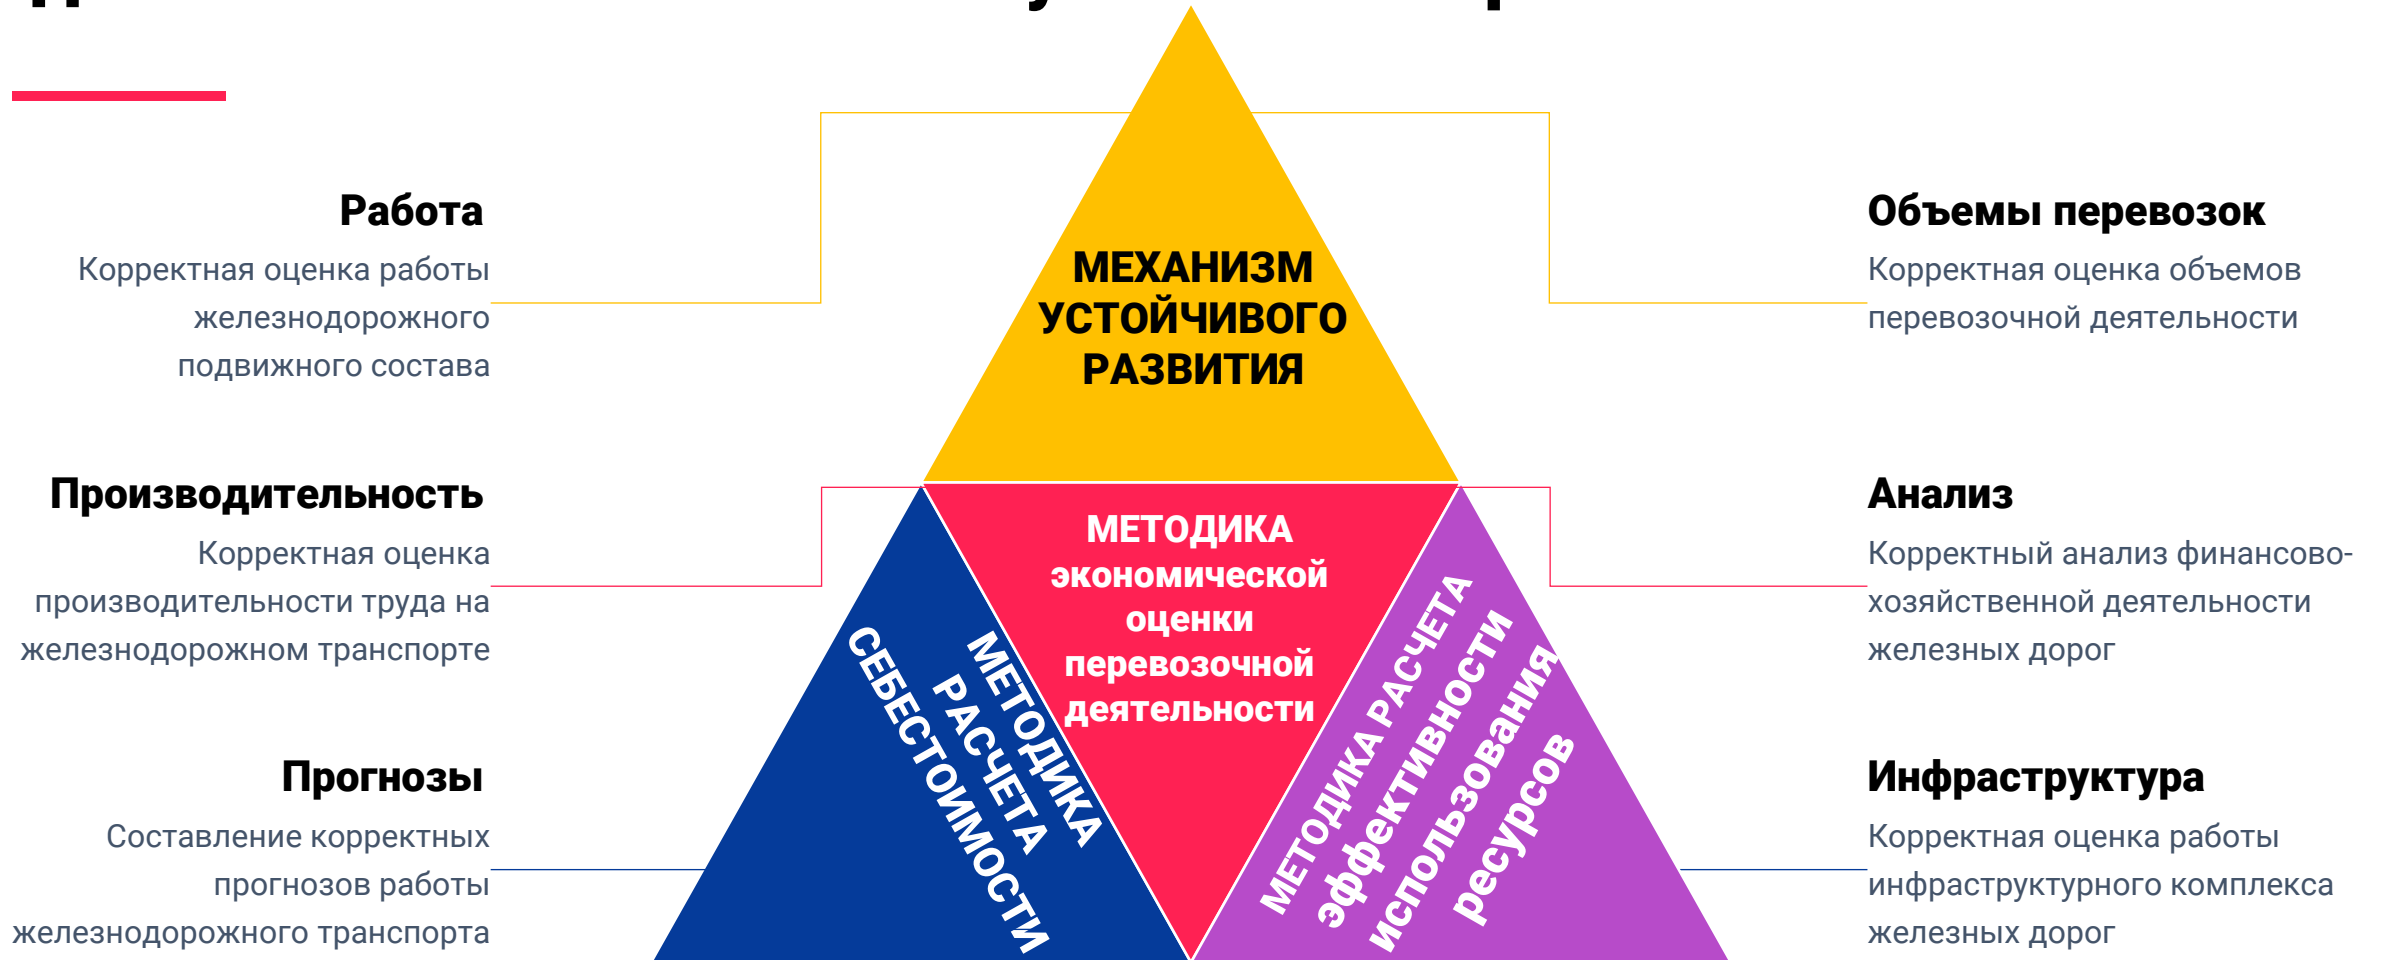 Работа
Корректная оценка работы
железнодорожного
подвижного состава
Производительность
Корректная оценка
производительности труда на
железнодорожном транспорте
Прогнозы
Составление корректных
прогнозов работы
железнодорожного транспорта
МЕХАНИЗМ
УСТОЙЧИВОГО
РАЗВИТИЯ
МЕТОДИКА
экономической
оценки
перевозочной
деятельности
МЕТОДИКА
РАСЧЕТА
СЕБЕСТОИМОСТИ
МЕТОДИКА РАСЧЕТА
эффективности
использования
ресурсов
Объемы перевозок
Корректная оценка объемов
перевозочной деятельности
Анализ
Корректный анализ финансово-
хозяйственной деятельности
железных дорог
Инфраструктура
Корректная оценка работы
инфраструктурного комплекса
железных дорог